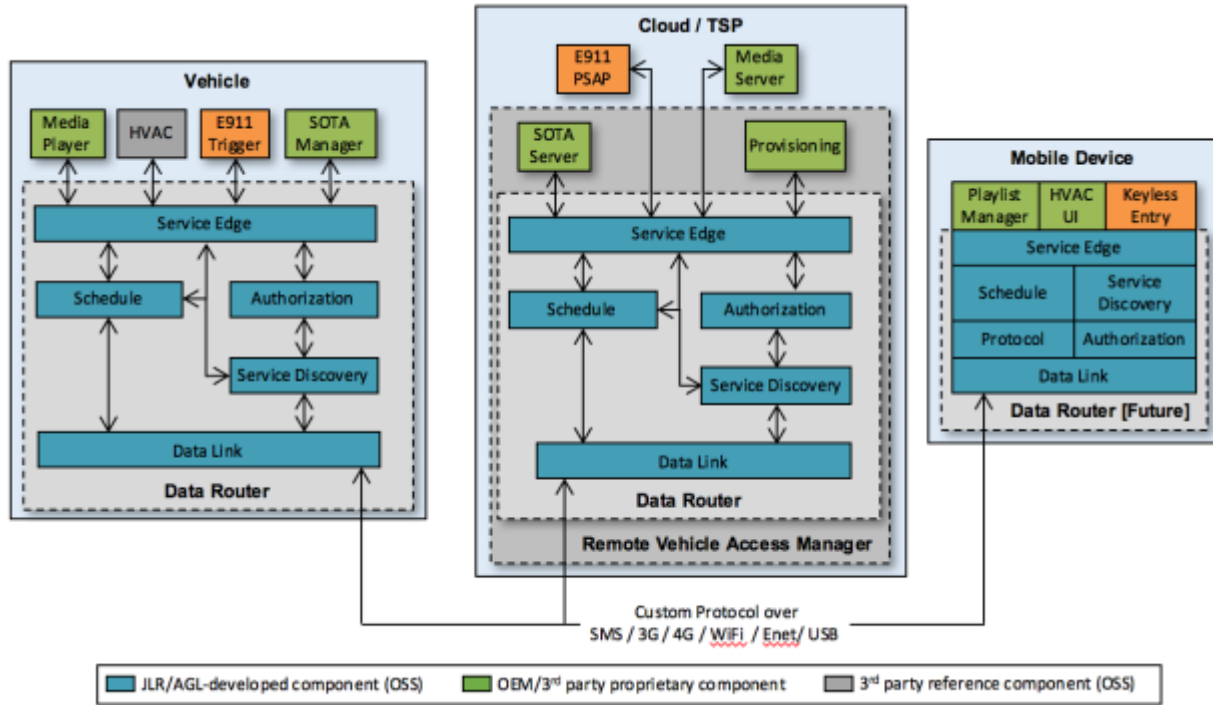 Vehicle
Media
Player
HVAC
E911
Trigger
SOTA
Manager
Service Edge
Schedule
Authorization
Service Discovery
Data Link
Data Router
Cloud / TSP
E911
PSAP
Media
Server
SOTA
Server
Provisioning
Service Edge
Schedule
Authorization
Service Discovery
Data Link
Data Router
Remote Vehicle Access Manager
Mobile Device
Playlist
Manager
HVAC
UI
Keyless
Entry
Service Edge
Schedule
Service
Discovery
Protocol
Authorization
Data Link
Data Router [Future]
Custom Protocol over
SMS / 3G / 4G / WiFi / Enet/ USB
JLR/AGL-developed component (OSS)
OEM/3rd party proprietary component
3rd party reference component (OSS)